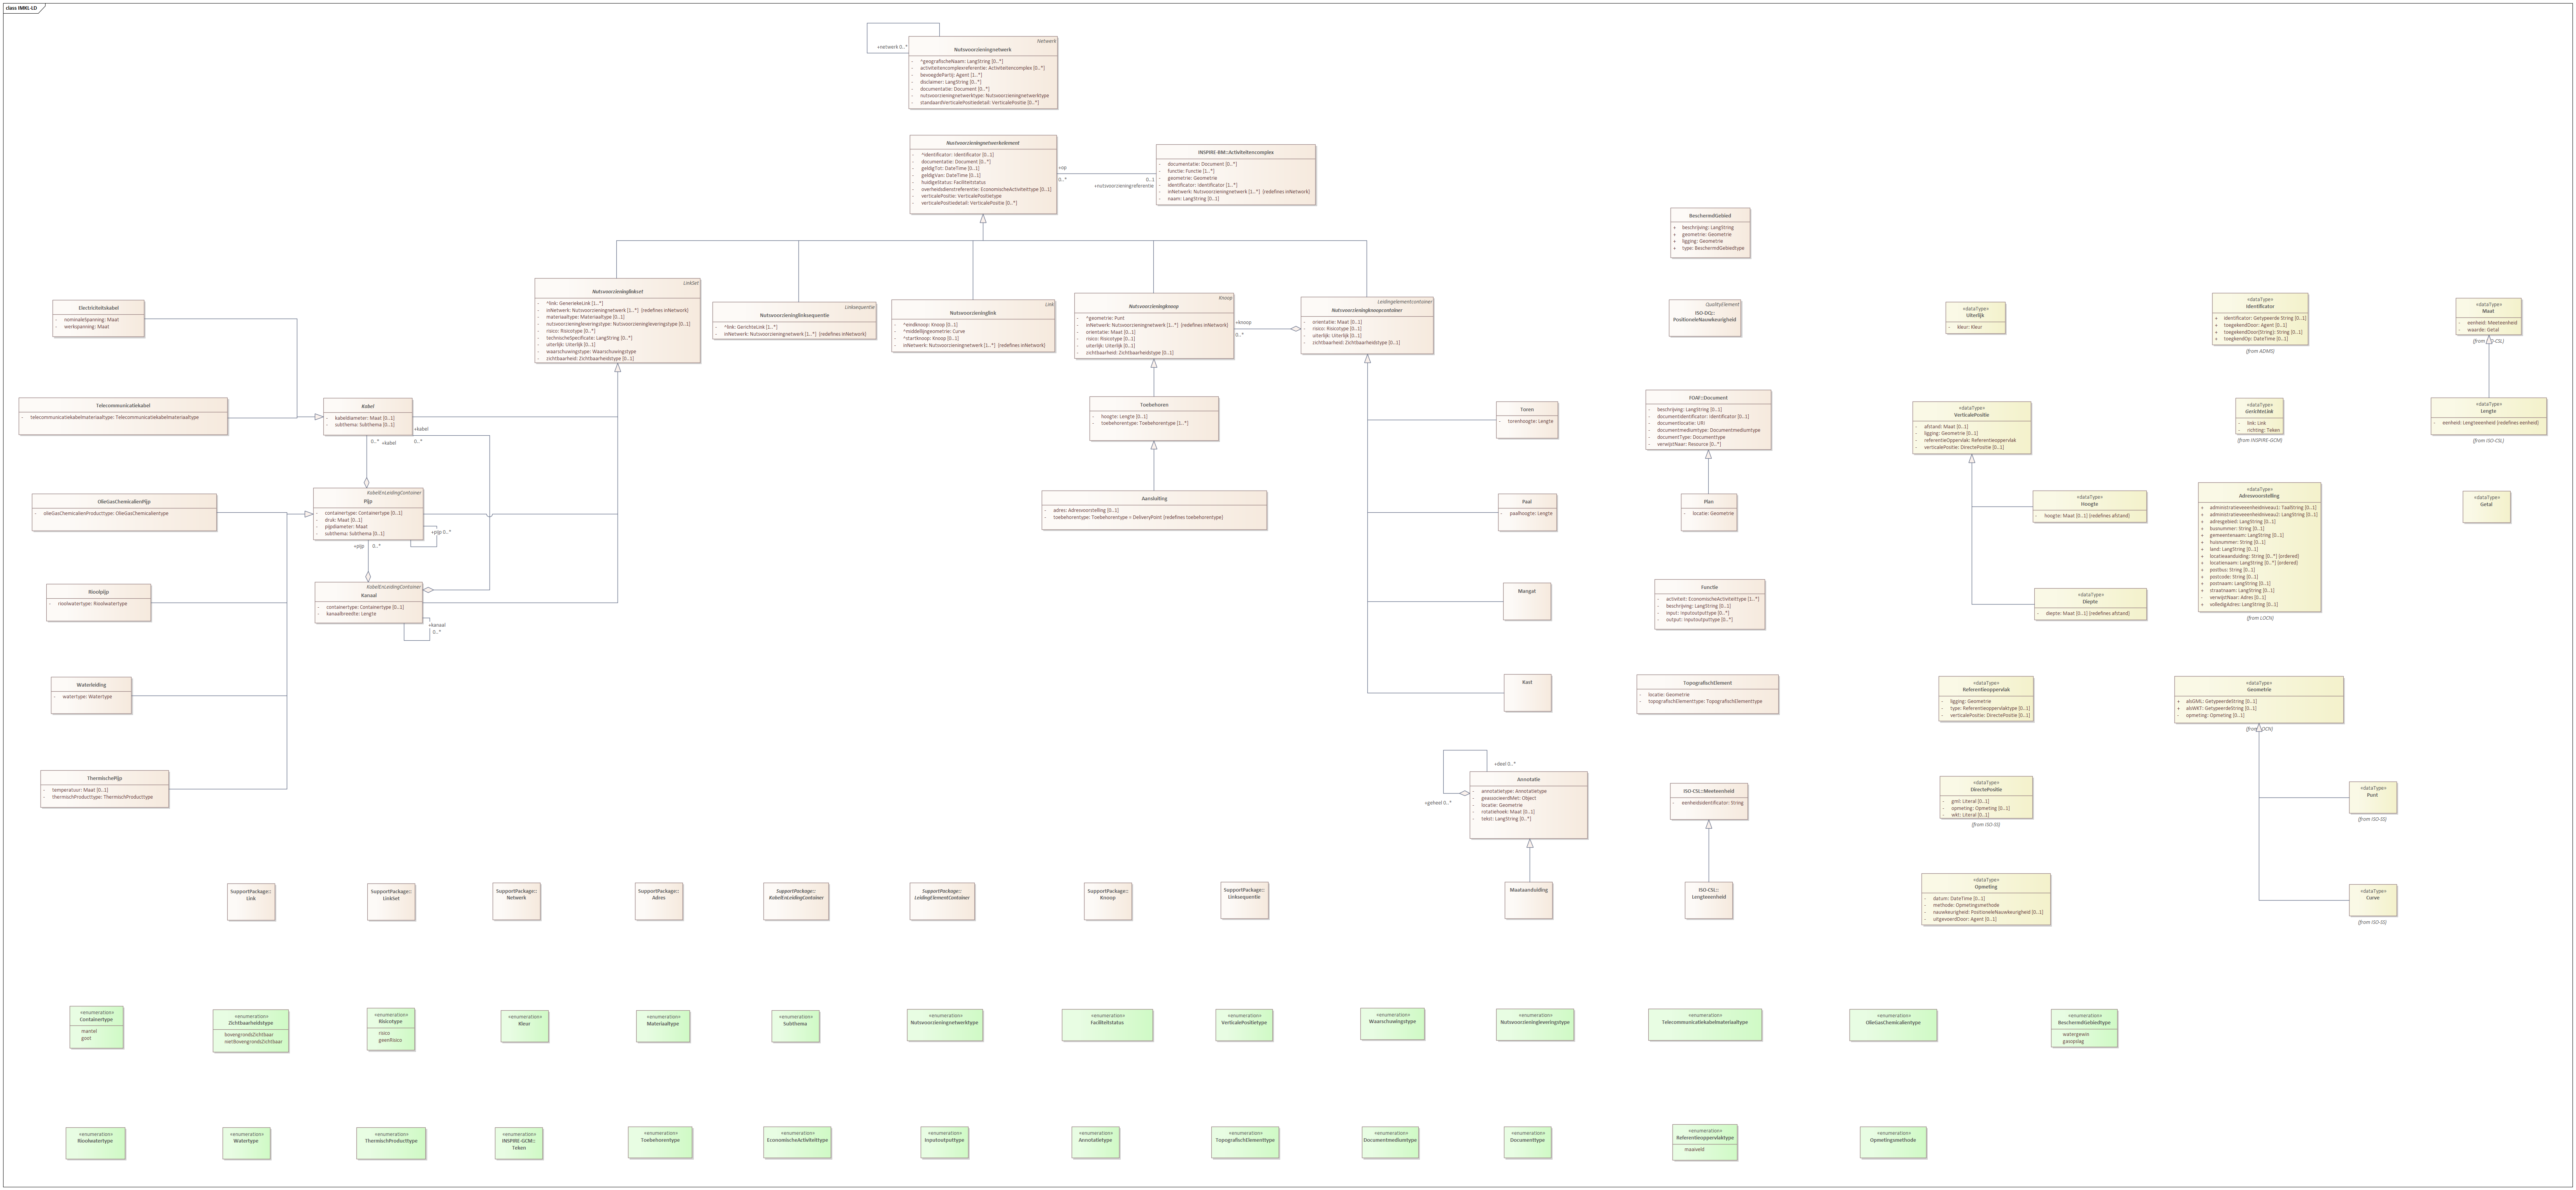 class IMKL-LD
Netwerk
Nutsvoorzieningnetwerk
- ^geografischeNaam: LangString [0..*]
- activiteitencomplexreferentie: Activiteitencomplex [0..*]
- bevoegdePartij: Agent [1..*]
- disclaimer: LangString [0..*]
- documentatie: Document [0..*]
- nutsvoorzieningnetwerktype: Nutsvoorzieningnetwerktype
- standaardVerticalePositiedetail: VerticalePositie [0..*]
+netwerk 0..*
Nustvoorzieningnetwerkelement
- ^identificator: Identificator [0..1]
- documentatie: Document [0..*]
- geldigTot: DateTime [0..1]
- geldigVan: DateTime [0..1]
- huidigeStatus: Faciliteitstatus
- overheidsdienstreferentie: EconomischeActiviteittype [0..1]
- verticalePositie: VerticalePositietype
- verticalePositiedetail: VerticalePositie [0..*]
+op
0..*
0..1
+nutsvoorzieningreferentie
INSPIRE-BM::Activiteitencomplex
- documentatie: Document [0..*]
- functie: Functie [1..*]
- geometrie: Geometrie
- identificator: Identificator [1..*]
- inNetwerk: Nutsvoorzieningnetwerk [1..*] {redefines inNetwork}
- naam: LangString [0..1]
BeschermdGebied
+ beschrijving: LangString
+ geometrie: Geometrie
+ ligging: Geometrie
+ type: BeschermdGebiedtype
Electriciteitskabel
- nominaleSpanning: Maat
- werkspanning: Maat
LinkSet
Nutsvoorzieninglinkset
- ^link: GeneriekeLink [1..*]
- inNetwerk: Nutsvoorzieningnetwerk [1..*] {redefines inNetwork}
- materiaaltype: Materiaaltype [0..1]
- nutsvoorzieningleveringstype: Nutsvoorzieningleveringstype [0..1]
- risico: Risicotype [0..*]
- technischeSpecificatie: LangString [0..*]
- uiterlijk: Uiterlijk [0..1]
- waarschuwingstype: Waarschuwingstype
- zichtbaarheid: Zichtbaarheidstype [0..1]
Linksequentie
Nutsvoorzieninglinksequentie
- ^link: GerichteLink [1..*]
- inNetwerk: Nutsvoorzieningnetwerk [1..*] {redefines inNetwork}
Link
Nutsvoorzieninglink
- ^eindknoop: Knoop [0..1]
- ^middellijngeometrie: Curve
- ^startknoop: Knoop [0..1]
- inNetwerk: Nutsvoorzieningnetwerk [1..*] {redefines inNetwork}
Knoop
Nutsvoorzieningknoop
- ^geometrie: Punt
- inNetwerk: Nutsvoorzieningnetwerk [1..*] {redefines inNetwork}
- orientatie: Maat [0..1]
- risico: Risicotype [0..1]
- uiterlijk: Uiterlijk [0..1]
- zichtbaarheid: Zichtbaarheidstype [0..1]
+knoop
0..*
Leidingelementcontainer
Nutsvoorzieningknoopcontainer
- orientatie: Maat [0..1]
- risico: Risicotype [0..1]
- uiterlijk: Uiterlijk [0..1]
- zichtbaarheid: Zichtbaarheidstype [0..1]
QualityElement
ISO-DQ::
PositioneleNauwkeurigheid
«dataType»
Uiterlijk
- kleur: Kleur
«dataType»
Identificator
+ identificator: Getypeerde String [0..1]
+ toegekendDoor: Agent [0..1]
+ toegekendDoor(String): String [0..1]
+ toegkendOp: DateTime [0..1]
(from ADMS)
«dataType»
Maat
- eenheid: Meeteenheid
- waarde: Getal
Telecommunicatiekabel
- telecommunicatiekabelmateriaaltype: Telecommunicatiekabelmateriaaltype
Kabel
- kabeldiameter: Maat [0..1]
- subthema: Subthema [0..1]
+kabel
0..*
0..*
+kabel
Toebehoren
- hoogte: Lengte [0..1]
- toebehorentype: Toebehorentype [1..*]
Toren
- torenhoogte: Lengte
FOAF::Document
- beschrijving: LangString [0..1]
- documentidentificator: Identificator [0..1]
- documentlocatie: URI
- documentmediumtype: Documentmediumtype
- documentType: Documenttype
- verwijstNaar: Resource [0..*]
«dataType»
VerticalePositie
- afstand: Maat [0..1]
- ligging: Geometrie [0..1]
- referentieOppervlak: Referentieoppervlak
- verticalePositie: DirectePositie [0..1]
«dataType»
GerichteLink
- link: Link
- richting: Teken
(from INSPIRE-GCM)
«dataType»
Lengte
- eenheid: Lengteeenheid {redefines eenheid}
(from ISO-CSL)
OlieGasChemicalienPijp
- olieGasChemicalienProducttype: OlieGasChemicalientype
KabelEnLeidingContainer
Pijp
- containertype: Containertype [0..1]
- druk: Maat [0..1]
- pijpdiameter: Maat
- subthema: Subthema [0..1]
+pijp 0..*
+pijp
0..*
Aansluiting
- adres: Adresvoorstelling [0..1]
- toebehorentype: Toebehorentype = DeliveryPoint {redefines toebehorentype}
Paal
- paalhoogte: Lengte
Plan
- locatie: Geometrie
«dataType»
Hoogte
- hoogte: Maat [0..1] {redefines afstand}
«dataType»
Adresvoorstelling
+ administratieveeenheidniveau1: TaalString [0..1]
+ administratieveeenheidniveau2: LangString [0..1]
+ adresgebied: LangString [0..1]
+ busnummer: String [0..1]
+ gemeentenaam: LangString [0..1]
+ huisnummer: String [0..1]
+ land: LangString [0..1]
+ locatieaanduiding: String [0..*] {ordered}
+ locatienaam: LangString [0..*] {ordered}
+ postbus: String [0..1]
+ postcode: String [0..1]
+ postnaam: LangString [0..1]
+ straatnaam: LangString [0..1]
- verwijstNaar: Adres [0..1]
+ volledigAdres: LangString [0..1]
(from LOCN)
«dataType»
Getal
Rioolpijp
- rioolwatertype: Rioolwatertype
KabelEnLeidingContainer
Kanaal
- containertype: Containertype [0..1]
- kanaalbreedte: Lengte
+kanaal
0..*
Mangat
Functie
- activiteit: EconomischeActiviteittype [1..*]
- beschrijving: LangString [0..1]
- input: Inputoutputtype [0..*]
- output: Inputoutputtype [0..*]
«dataType»
Diepte
- diepte: Maat [0..1] {redefines afstand}
Waterleiding
- watertype: Watertype
Kast
TopografischElement
- locatie: Geometrie
- topografischElementtype: TopografischElementtype
«dataType»
Referentieoppervlak
- ligging: Geometrie
- type: Referentieoppervlaktype [0..1]
- verticalePositie: DirectePositie [0..1]
«dataType»
Geometrie
+ alsGML: GetypeerdeString [0..1]
+ alsWKT: GetypeerdeString [0..1]
- opmeting: Opmeting [0..1]
ThermischePijp
- temperatuur: Maat [0..1]
- thermischProducttype: ThermischProducttype
+deel 0..*
+geheel 0..*
Annotatie
- annotatietype: Annotatietype
- geassocieerdMet: Object
- locatie: Geometrie
- rotatiehoek: Maat [0..1]
- tekst: LangString [0..*]
ISO-CSL::Meeteenheid
- eenheidsidentificator: String
«dataType»
DirectePositie
- gml: Literal [0..1]
- opmeting: Opmeting [0..1]
- wkt: Literal [0..1]
(from ISO-SS)
«dataType»
Punt
(from ISO-SS)
SupportPackage::
Link
SupportPackage::
LinkSet
SupportPackage::
Netwerk
SupportPackage::
Adres
SupportPackage::
KabelEnLeidingContainer
SupportPackage::
LeidingElementContainer
SupportPackage::
Knoop
SupportPackage::
Linksequentie
Maataanduiding
ISO-CSL::
Lengteeenheid
«dataType»
Opmeting
- datum: DateTime [0..1]
- methode: Opmetingsmethode
- nauwkeurigheid: PositioneleNauwkeurigheid [0..1]
- uitgevoerdDoor: Agent [0..1]
«dataType»
Curve
(from ISO-SS)
«enumeration»
Containertype
mantel
goot
«enumeration»
Zichtbaarheidstype
bovengrondsZichtbaar
nietBovengrondsZichtbaar
«enumeration»
Risicotype
risico
geenRisico
«enumeration»
Kleur
«enumeration»
Materiaaltype
«enumeration»
Subthema
«enumeration»
Nutsvoorzieningnetwerktype
«enumeration»
Faciliteitstatus
«enumeration»
VerticalePositietype
«enumeration»
Waarschuwingstype
«enumeration»
Nutsvoorzieningleveringstype
«enumeration»
Telecommunicatiekabelmateriaaltype
«enumeration»
OlieGasChemicalientype
«enumeration»
BeschermdGebiedtype
watergewin
gasopslag
«enumeration»
Rioolwatertype
«enumeration»
Watertype
«enumeration»
ThermischProducttype
«enumeration»
INSPIRE-GCM::
Teken
«enumeration»
Toebehorentype
«enumeration»
EconomischeActiviteittype
«enumeration»
Inputoutputtype
«enumeration»
Annotatietype
«enumeration»
TopografischElementtype
«enumeration»
Documentmediumtype
«enumeration»
Documenttype
«enumeration»
Referentieoppervlaktype
maaiveld
«enumeration»
Opmetingsmethode